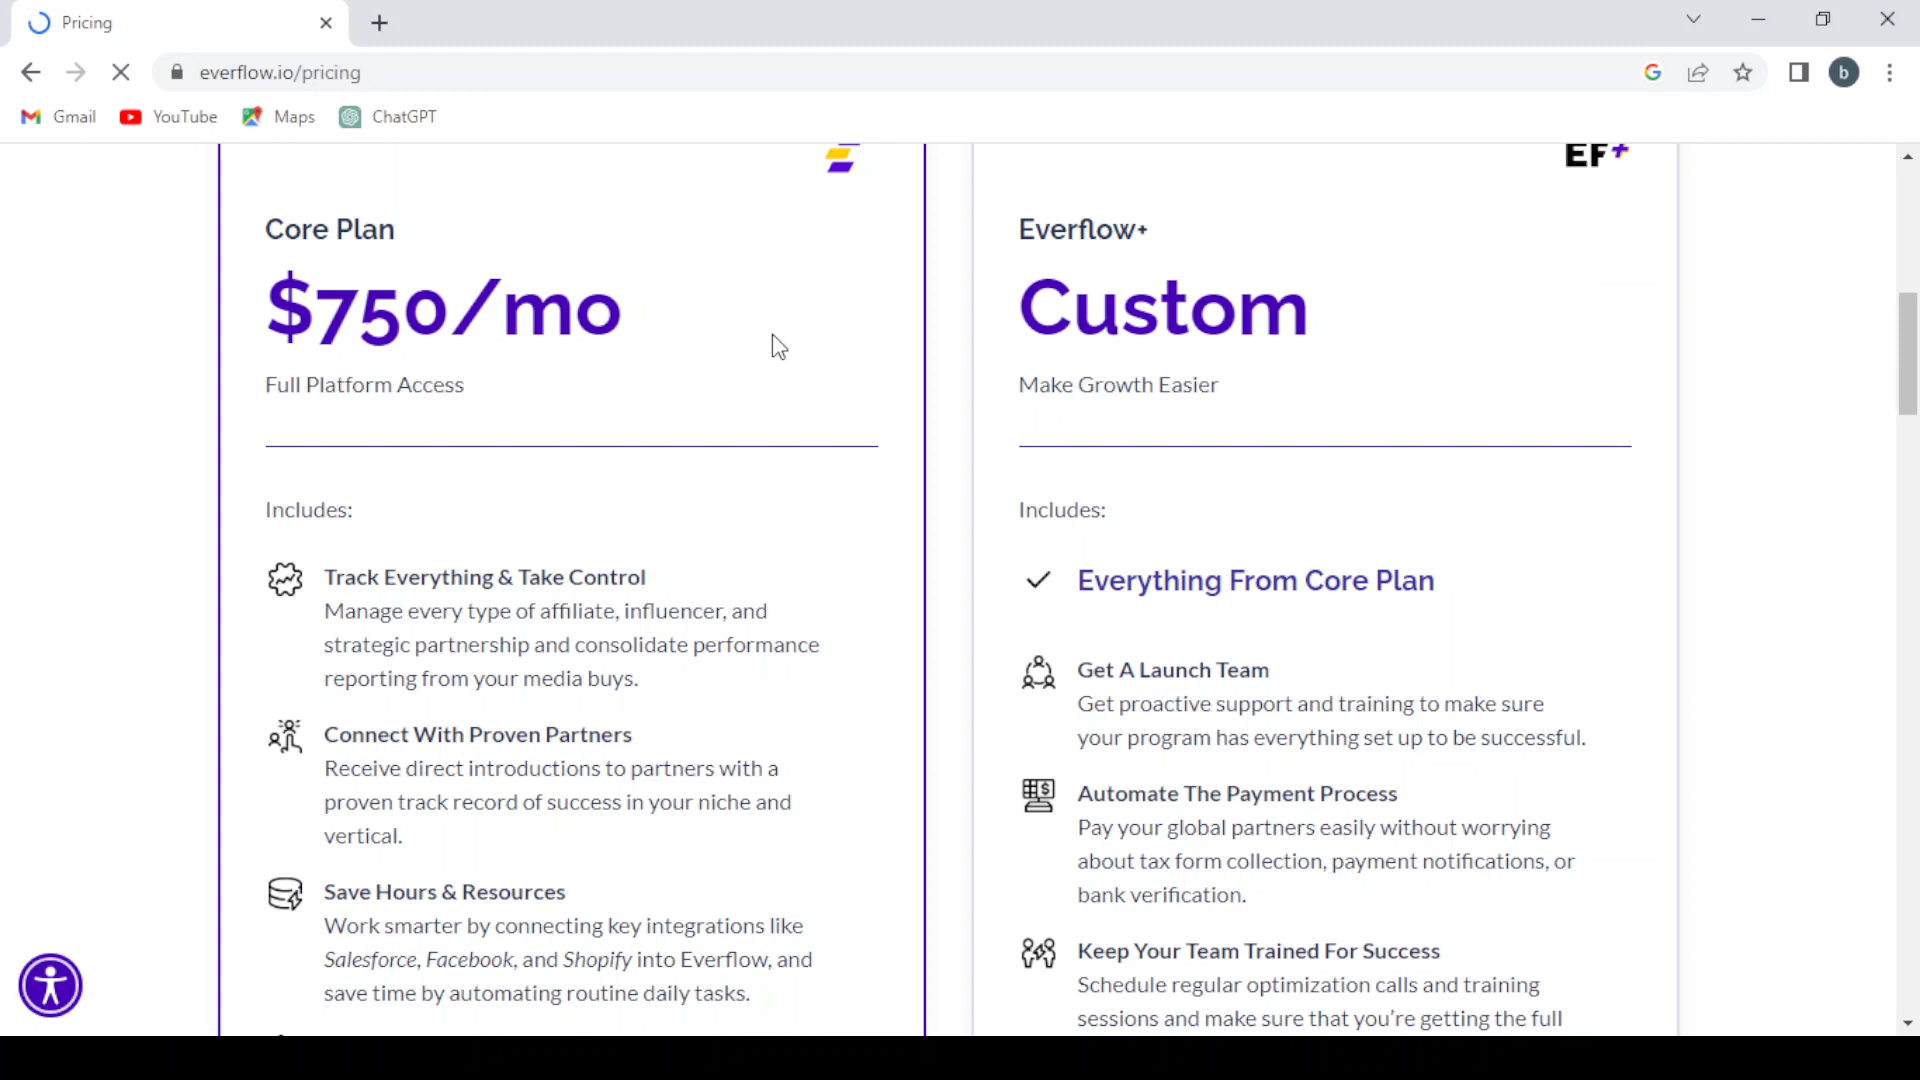 Pricing
everflow.io/pricing
b
Gmail
YouTube
Maps
ChatGPT
EF+
Core Plan
$750/mo
Full Platform Access
Includes:
Track Everything & Take Control
Manage every type of affiliate, influencer, and
strategic partnership and consolidate performance
reporting from your media buys.
Connect With Proven Partners
Receive direct introductions to partners with a
proven track record of success in your niche and
vertical.
Save Hours & Resources
Work smarter by connecting key integrations like
Salesforce, Facebook, and Shopify into Everflow, and
save time by automating routine daily tasks.
Everflow+
Custom
Make Growth Easier
Includes:
Everything From Core Plan
Get A Launch Team
Get proactive support and training to make sure
your program has everything set up to be successful.
Automate The Payment Process
Pay your global partners easily without worrying
about tax form collection, payment notifications, or
bank verification.
Keep Your Team Trained For Success
Schedule regular optimization calls and training
sessions and make sure that you're getting the full